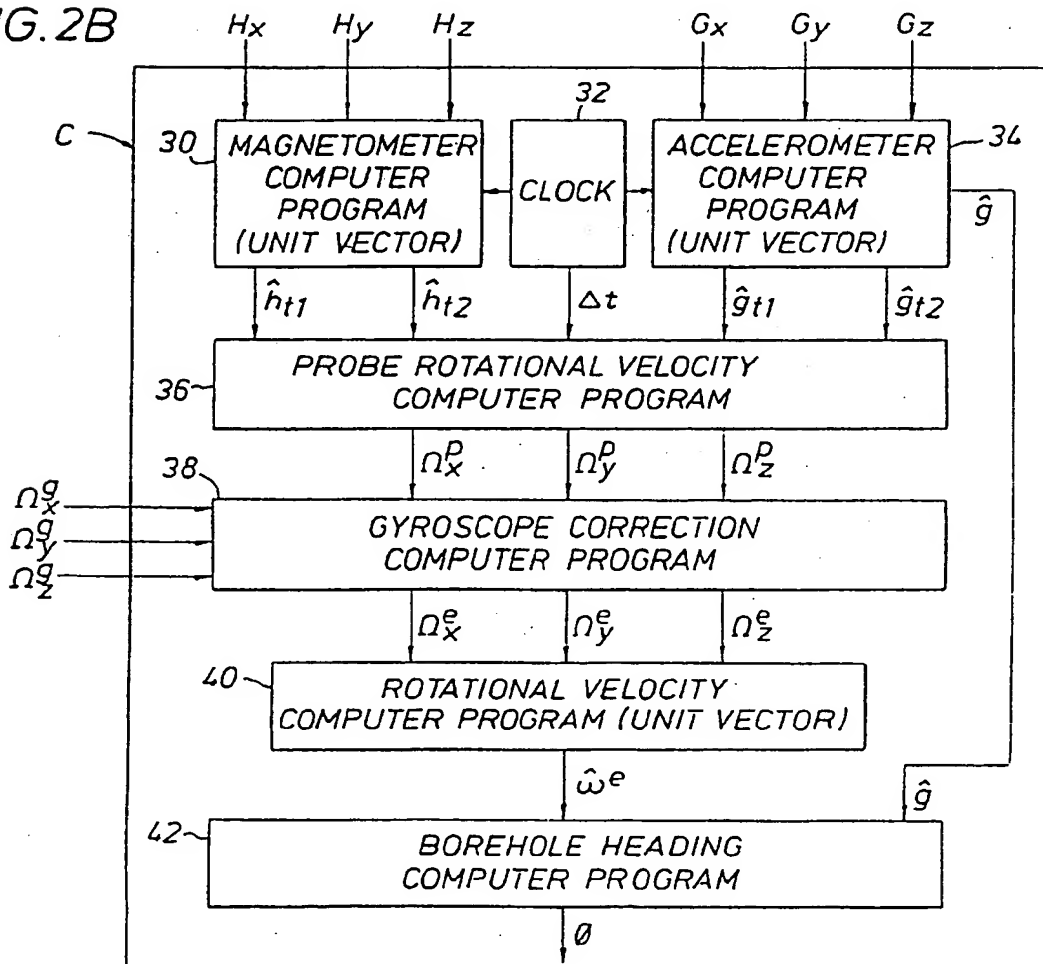 FIG. 2B
Hx Hy Hz Gx Gy Gz
C
30
MAGNETOMETER
COMPUTER
PROGRAM
(UNIT VECTOR)
32
CLOCK
ACCELEROMETER
COMPUTER
PROGRAM
(UNIT VECTOR)
34
ĝ
ĥt1 ĥt2 Δt ĝt1 ĝt2
36
PROBE ROTATIONAL VELOCITY
COMPUTER PROGRAM
Ωxᵖ Ωyᵖ Ωzᵖ
38
Ωxᵍ
Ωyᵍ
Ωzᵍ
GYROSCOPE CORRECTION
COMPUTER PROGRAM
Ωxᵉ Ωyᵉ Ωzᵉ
40
ROTATIONAL VELOCITY
COMPUTER PROGRAM (UNIT VECTOR)
ω̂ᵉ ĝ
42
BOREHOLE HEADING
COMPUTER PROGRAM
Ø